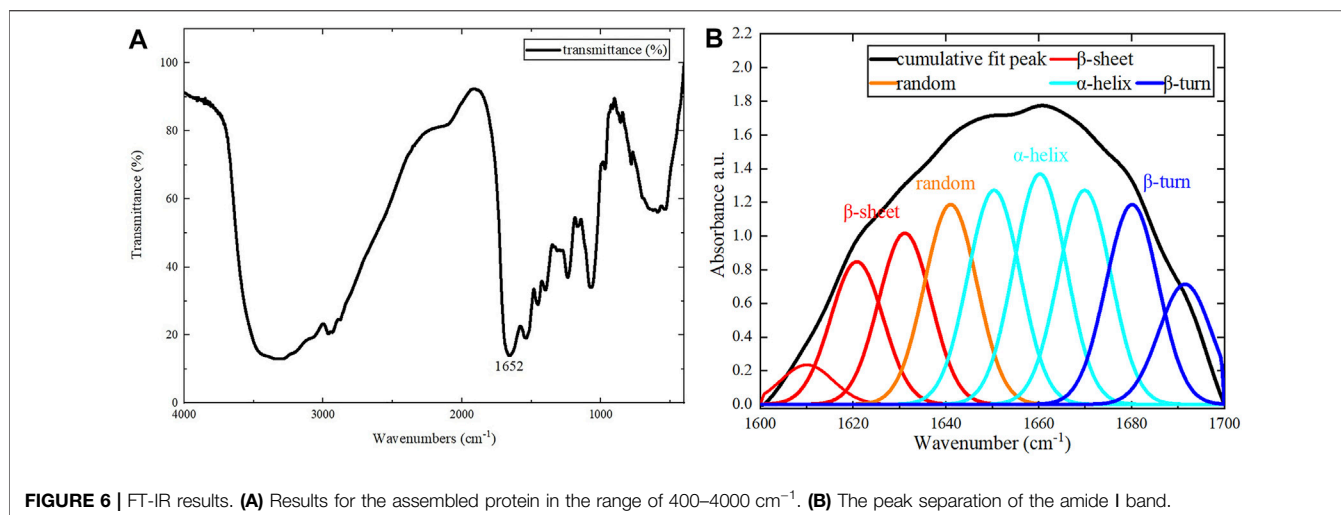 A
transmittance (%)
100
80
60
40
20
0
Transmittance (%)
1652
4000
3000
2000
1000
Wavenumbers (cm⁻¹)
B
cumulative fit peak
β-sheet
random
α-helix
β-turn
2.2
2.0
1.8
1.6
1.4
1.2
1.0
0.8
0.6
0.4
0.2
0.0
Absorbance a.u.
β-sheet
random
α-helix
β-turn
1600
1620
1640
1660
1680
1700
Wavenumber (cm⁻¹)
FIGURE 6 | FT-IR results. (A) Results for the assembled protein in the range of 400–4000 cm⁻¹. (B) The peak separation of the amide I band.